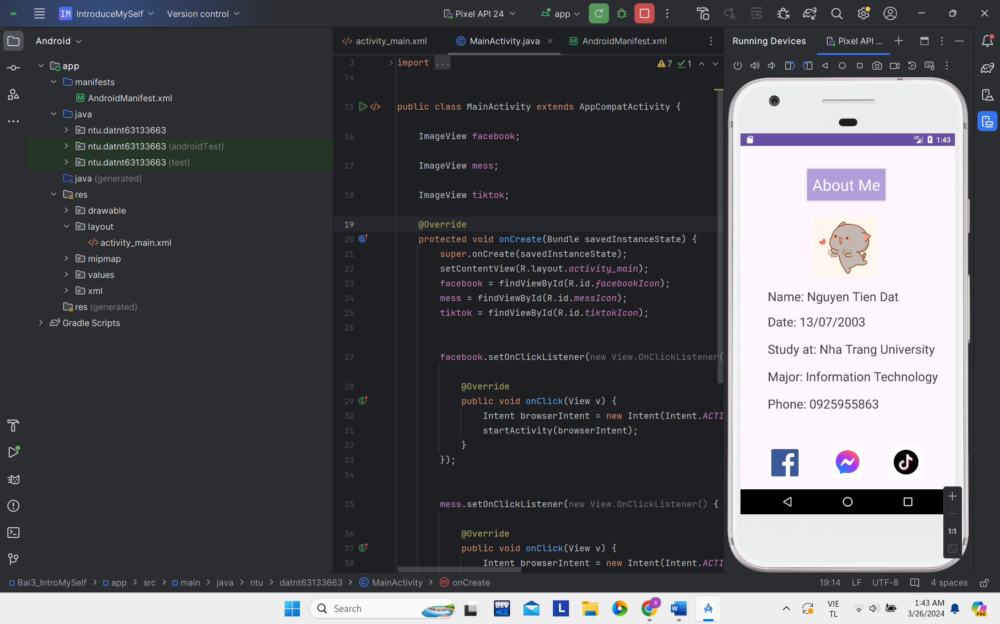 IM IntroduceMySelf Version control Pixel API 24 app
Android
app
manifests
AndroidManifest.xml
java
ntu.datnt63133663
ntu.datnt63133663 (androidTest)
ntu.datnt63133663 (test)
java (generated)
res
drawable
layout
activity_main.xml
mipmap
values
xml
res (generated)
Gradle Scripts
activity_main.xml MainActivity.java AndroidManifest.xml
7 1
3 import ...
14
15 public class MainActivity extends AppCompatActivity {
16 ImageView facebook;
17 ImageView mess;
18 ImageView tiktok;
19 @Override
20 protected void onCreate(Bundle savedInstanceState) {
21 super.onCreate(savedInstanceState);
22 setContentView(R.layout.activity_main);
23 facebook = findViewById(R.id.facebookIcon);
24 mess = findViewById(R.id.messIcon);
25 tiktok = findViewById(R.id.tiktokIcon);
26
27 facebook.setOnClickListener(new View.OnClickListener(
28 @Override
29 public void onClick(View v) {
30 Intent browserIntent = new Intent(Intent.ACTI
31 startActivity(browserIntent);
32 }
33 });
34
35 mess.setOnClickListener(new View.OnClickListener() {
36 @Override
37 public void onClick(View v) {
38 Intent browserIntent = new Intent(Intent.ACTI
Running Devices Pixel API ...
LTE 1:43
About Me
Name: Nguyen Tien Dat
Date: 13/07/2003
Study at: Nha Trang University
Major: Information Technology
Phone: 0925955863
1:1
Bai3_IntroMySelf > app > src > main > java > ntu > datnt63133663 > MainActivity > onCreate
19:14 LF UTF-8 4 spaces
Search
DEV
C++
L
W
S
VIE
TL
1:43 AM
3/26/2024
PRE